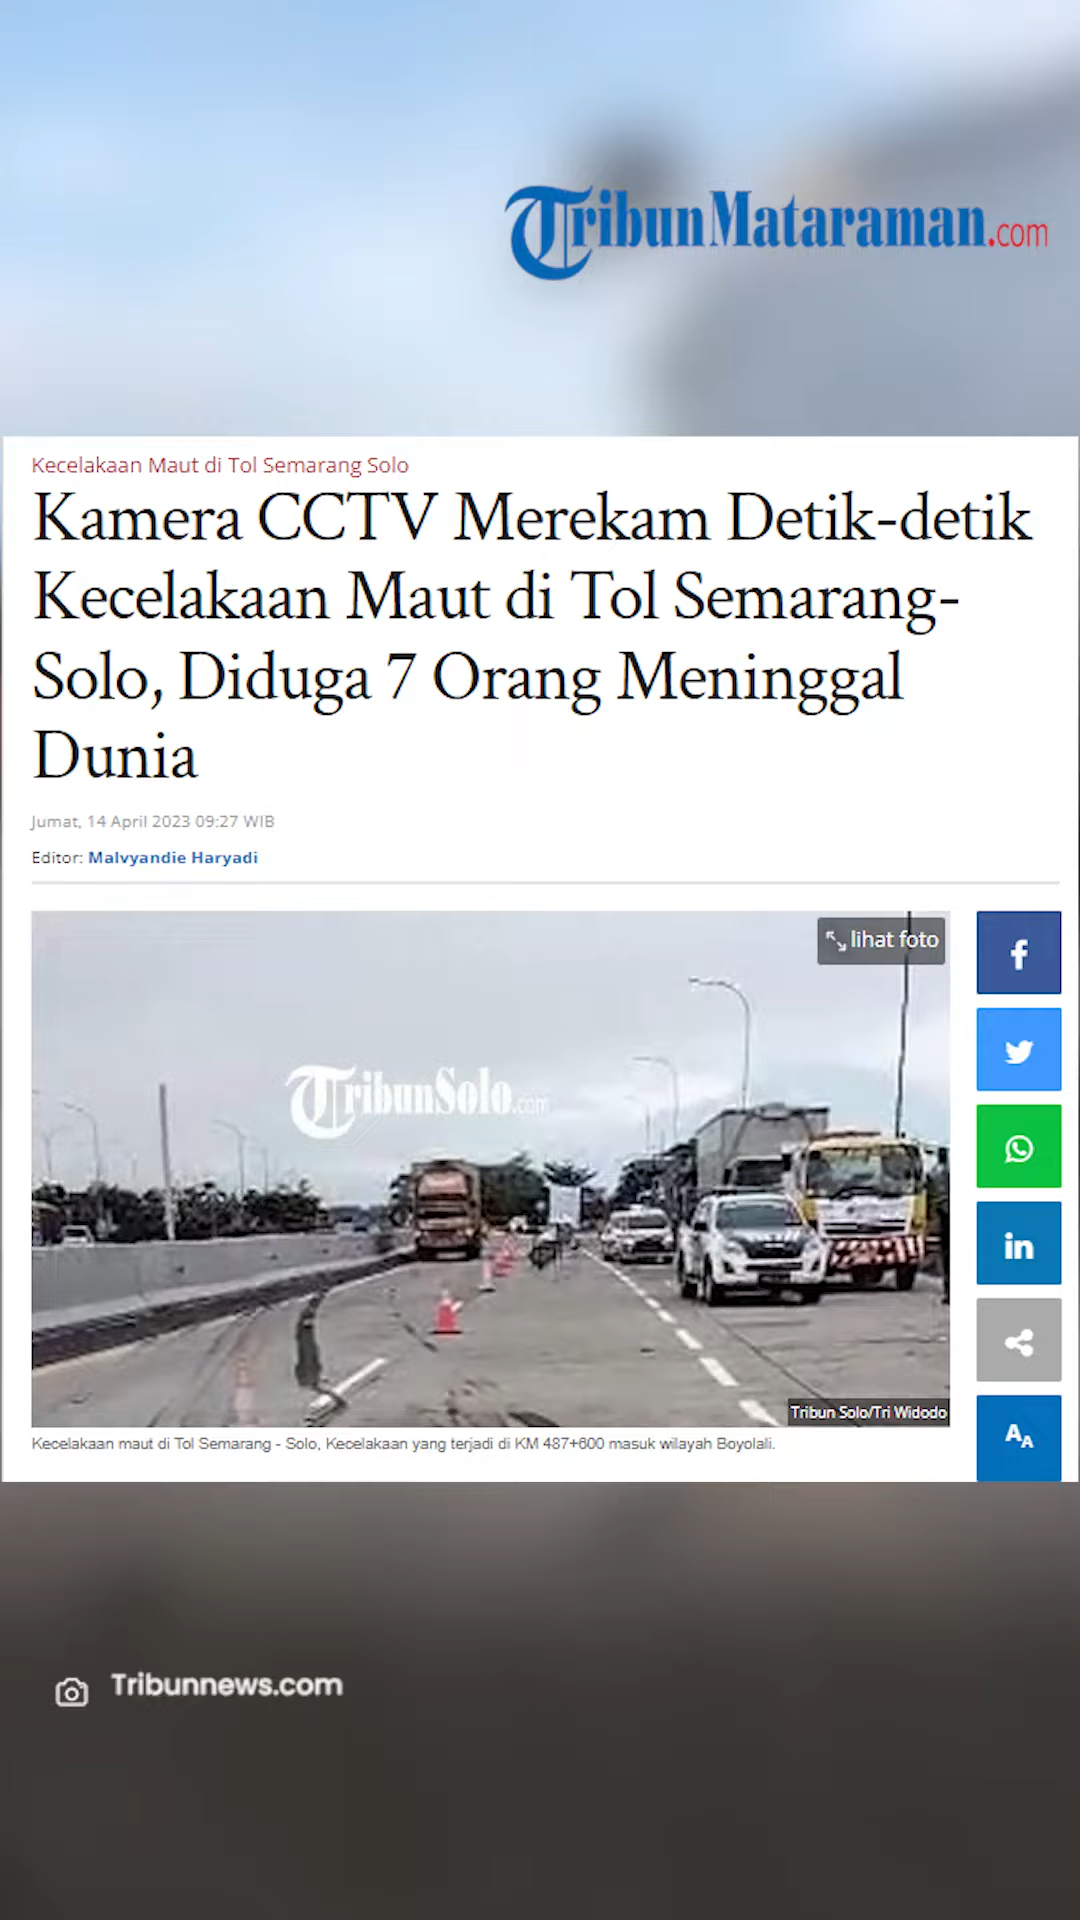 TribunMataraman.com
Kecelakaan Maut di Tol Semarang Solo
Kamera CCTV Merekam Detik-detik
Kecelakaan Maut di Tol Semarang-
Solo, Diduga 7 Orang Meninggal
Dunia
Jumat, 14 April 2023 09:27 WIB
Editor: Malvyandie Haryadi
lihat foto
TribunSolo.com
Tribun Solo/Tri Widodo
Kecelakaan maut di Tol Semarang - Solo, Kecelakaan yang terjadi di KM 487+600 masuk wilayah Boyolali.
AA
Tribunnews.com